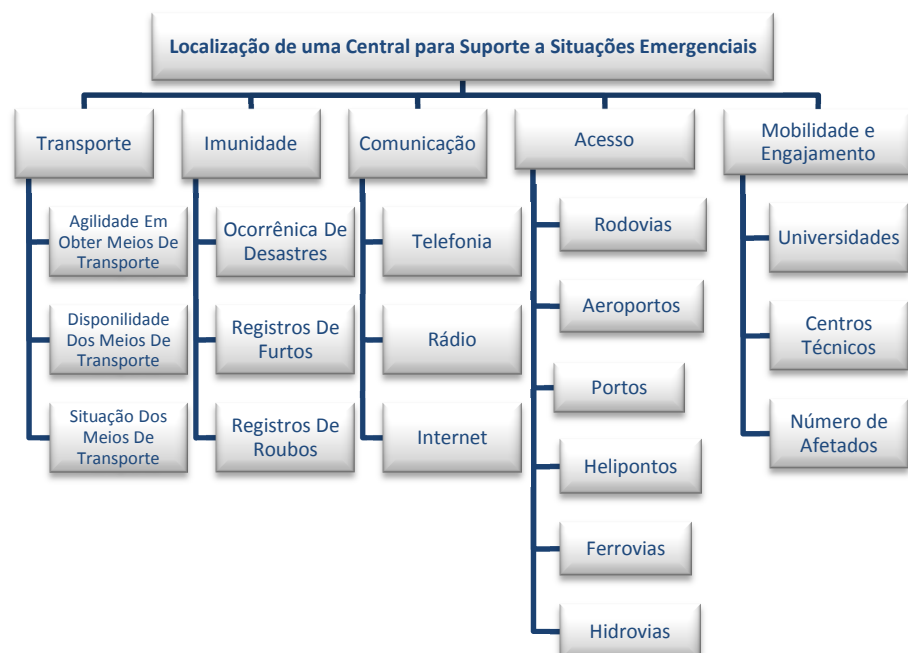 Localização de uma Central para Suporte a Situações Emergenciais
Transporte
Agilidade Em
Obter Meios De
Transporte
Disponilidade
Dos Meios De
Transporte
Situação Dos
Meios De
Transporte
Imunidade
Ocorrênica De
Desastres
Registros De
Furtos
Registros De
Roubos
Comunicação
Telefonia
Rádio
Internet
Acesso
Rodovias
Aeroportos
Portos
Helipontos
Ferrovias
Hidrovias
Mobilidade e
Engajamento
Universidades
Centros
Técnicos
Número de
Afetados